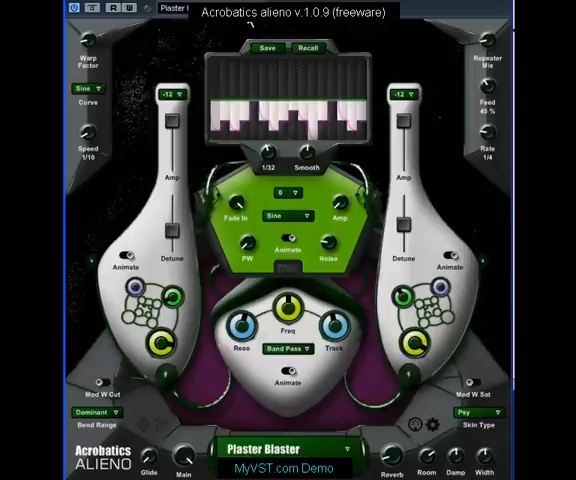 Plaster Bl
Acrobatics alieno v.1.0.9 (freeware)
Save
Recall
Warp Factor
Repeater Mix
Sine
Curve
Feed
45 %
Speed
1/10
Rate
1/4
-12
-12
1/32
Smooth
Amp
Amp
0
Fade In
Sine
Amp
PW
Animate
Noise
Detune
Detune
Animate
Animate
Freq
Reso
Band Pass
Track
Animate
Mod W Cut
Mod W Sat
Dominant
Bend Range
Psy
Skin Type
Acrobatics
ALIENO
Glide
Main
Plaster Blaster
MyVST.com Demo
Reverb
Room
Damp
Width